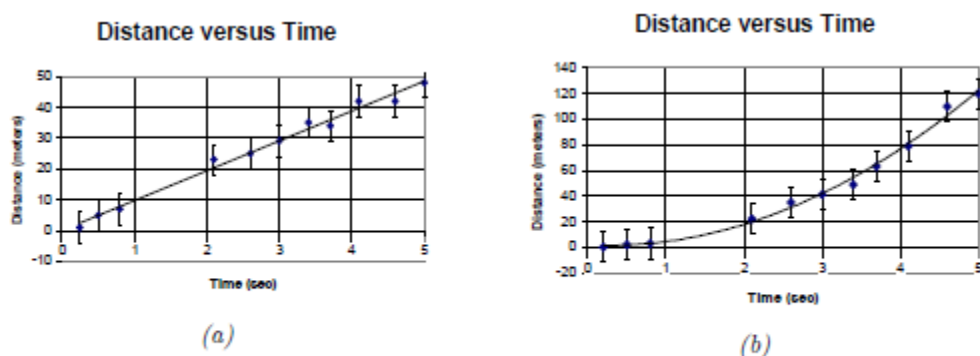 Distance versus Time
50
40
30
20
10
0
-10
0 1 2 3 4 5
Distance (meters)
Time (sec)
(a)
Distance versus Time
140
120
100
80
60
40
20
0
-20
0 1 2 3 4 5
Distance (meters)
Time (sec)
(b)